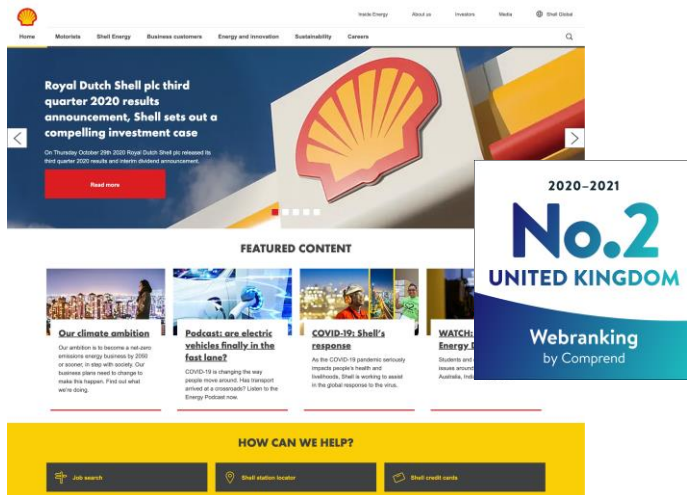 Inside Energy About us Investors Media Shell Global
Home Motorists Shell Energy Business customers Energy and innovation Sustainability Careers
Royal Dutch Shell plc third
quarter 2020 results
announcement, Shell sets out a
compelling investment case
On Thursday October 29th 2020 Royal Dutch Shell plc released its
third quarter 2020 results and interim dividend announcement.
Read more
2020–2021
No.2
UNITED KINGDOM
Webranking
by Comprend
FEATURED CONTENT
Our climate ambition
Our ambition is to become a net-zero
emissions energy business by 2050
or sooner, in step with society. Our
business plans need to change to
make this happen. Find out what
we're doing.
Podcast: are electric
vehicles finally in the
fast lane?
COVID-19 is changing the way
people move around. Has transport
arrived at a crossroads? Listen to the
Energy Podcast now.
COVID-19: Shell's
response
As the COVID-19 pandemic seriously
impacts people's health and
livelihoods, Shell is working to assist
in the global response to the virus.
WATCH:
Energy
Students and
issues around
Australia,
HOW CAN WE HELP?
Job search
Shell station locator
Shell credit cards